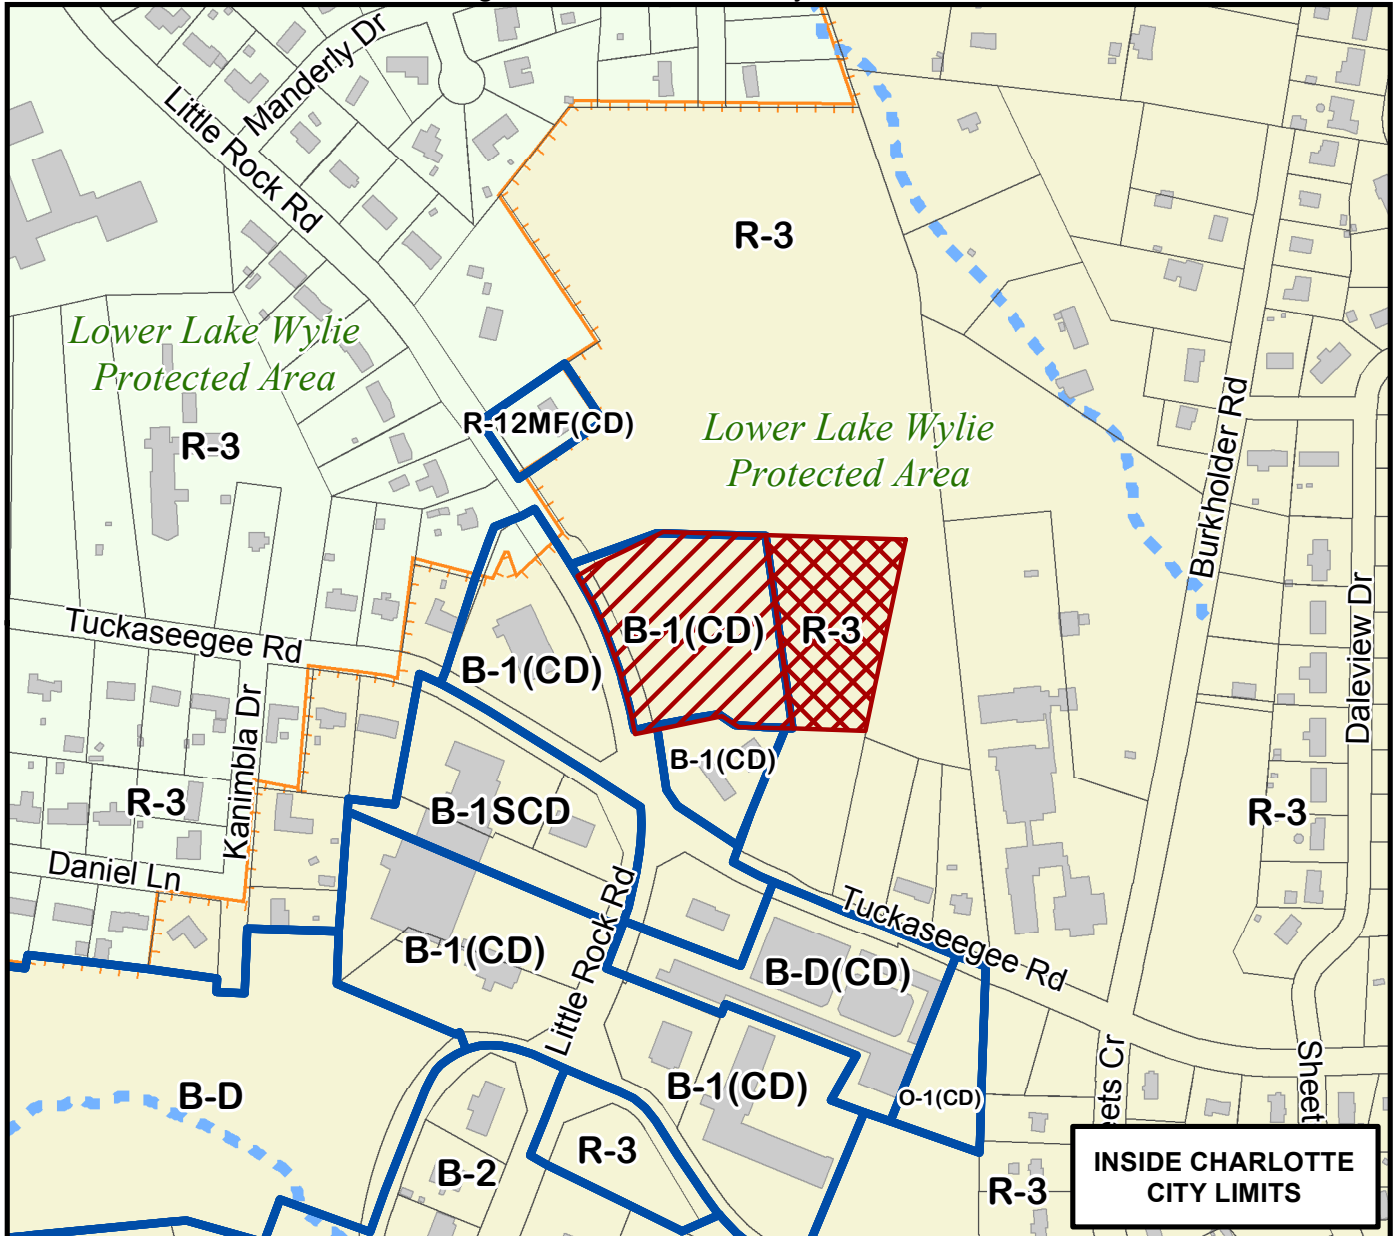 Manderly Dr
Little Rock Rd
R-3
Lower Lake Wylie
Protected Area
R-12MF(CD)
R-3
Lower Lake Wylie
Protected Area
Burkholder Rd
Tuckaseegee Rd
B-1(CD)
B-1(CD)
R-3
Daleview Dr
Kanimbla Dr
B-1(CD)
R-3
B-1SCD
R-3
Daniel Ln
Little Rock Rd
Tuckaseegee Rd
B-1(CD)
B-D(CD)
B-D
B-1(CD)
O-1(CD)
eets Cr
Sheet
R-3
B-2
R-3
INSIDE CHARLOTTE
CITY LIMITS